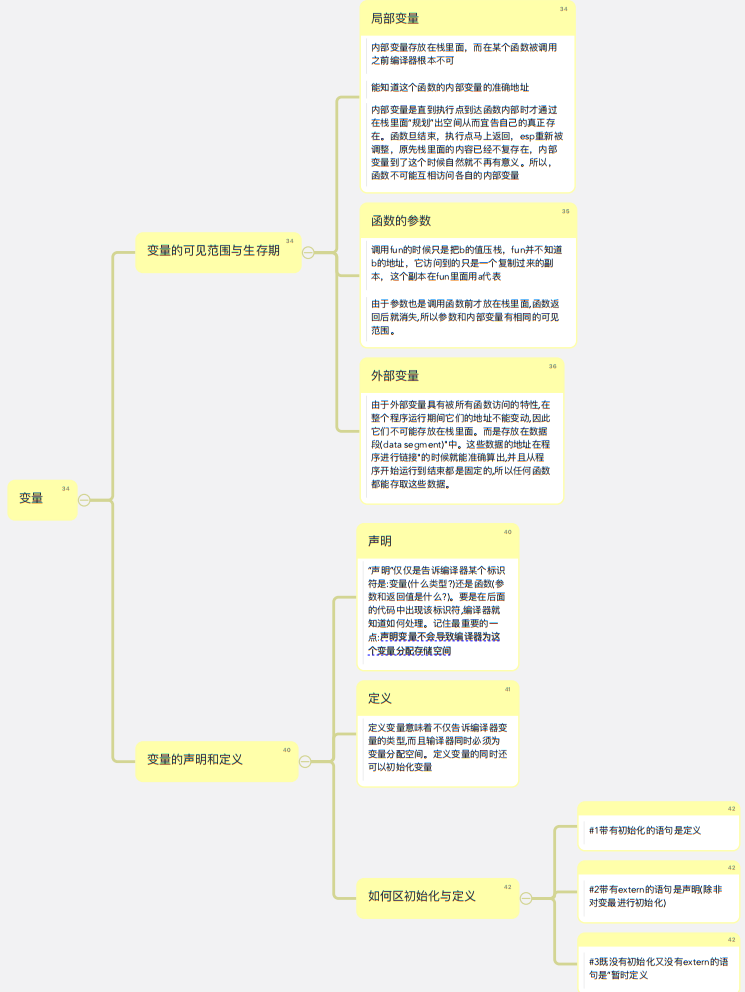 局部变量
34
内部变量存放在栈里面，而在某个函数被调用
之前编译器根本不可
能知道这个函数的内部变量的准确地址
内部变量是直到执行点到达函数内部时才通过
在栈里面“规划”出空间从而宣告自己的真正存
在。函数旦结束，执行点马上返回，esp重新被
调整，原先栈里面的内容已经不复存在，内部
变量到了这个时候自然就不再有意义。所以，
函数不可能互相访问各自的内部变量
函数的参数
35
调用fun的时候只是把b的值压栈，fun并不知道
b的地址，它访问到的只是一个复制过来的副
本，这个副本在fun里面用a代表
由于参数也是调用函数前才放在栈里面,函数返
回后就消失,所以参数和内部变量有相同的可见
范围。
变量的可见范围与生存期
34
外部变量
36
由于外部变量具有被所有函数访问的特性,在
整个程序运行期间它们的地址不能变动,因此
它们不可能存放在栈里面。而是存放在数据
段(data segment)"中。这些数据的地址在程
序进行链接"的时候就能准确算出,并且从程
序开始运行到结束都是固定的,所以任何函数
都能存取这些数据。
变量
34
声明
40
“声明”仅仅是告诉编译器某个标识
符是:变量(什么类型?)还是函数(参
数和返回值是什么?)。要是在后面
的代码中出现该标识符,编译器就
知道如何处理。记住最重要的一
点:声明变量不会导致编译器为这
个变量分配存储空间
定义
41
定义变量意味着不仅告诉编译器变
量的类型,而且输译器同时必须为
变量分配空间。定义变量的同时还
可以初始化变量
变量的声明和定义
40
如何区初始化与定义
42
42
#1带有初始化的语句是定义
42
#2带有extern的语句是声明(除非
对变最进行初始化)
42
#3既没有初始化又没有extern的语
句是“暂时定义